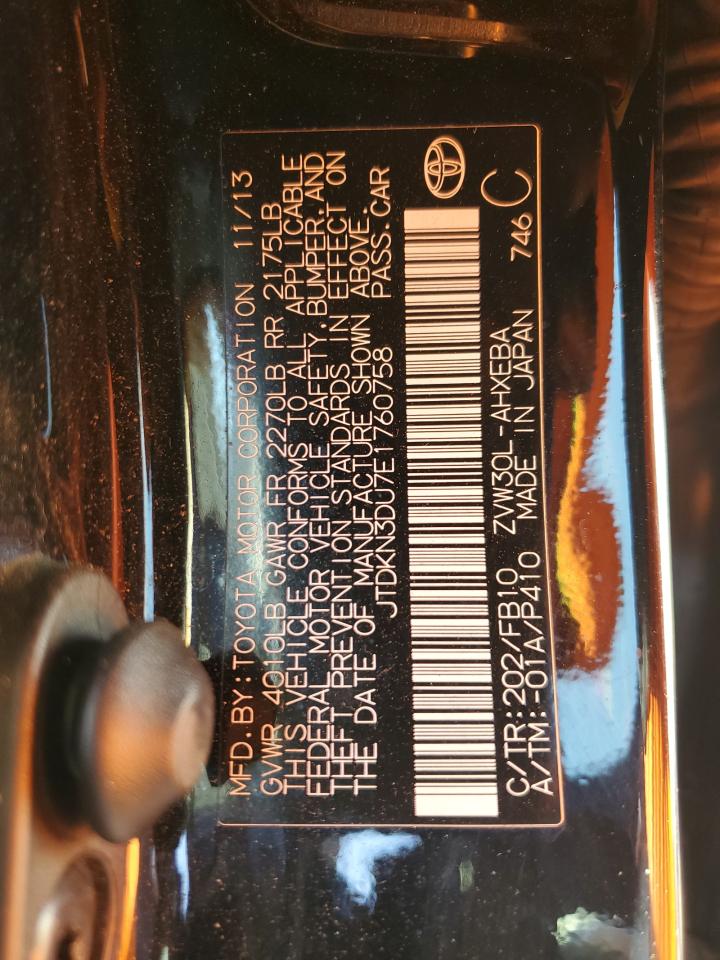 MFD. BY: TOYOTA MOTOR CORPORATION 11/13
GVWR 4010LB GAWR FR 2270LB RR 2175LB
THIS VEHICLE CONFORMS TO ALL APPLICABLE
FEDERAL MOTOR VEHICLE SAFETY, BUMPER, AND
THEFT PREVENTION STANDARDS IN EFFECT ON
THE DATE OF MANUFACTURE SHOWN ABOVE.
JTDKN3DU7E1760758 PASS. CAR
C/TR: 202/FB10 ZVW30L-AHXEBA 746 C
A/TM: -01A/P410 MADE IN JAPAN